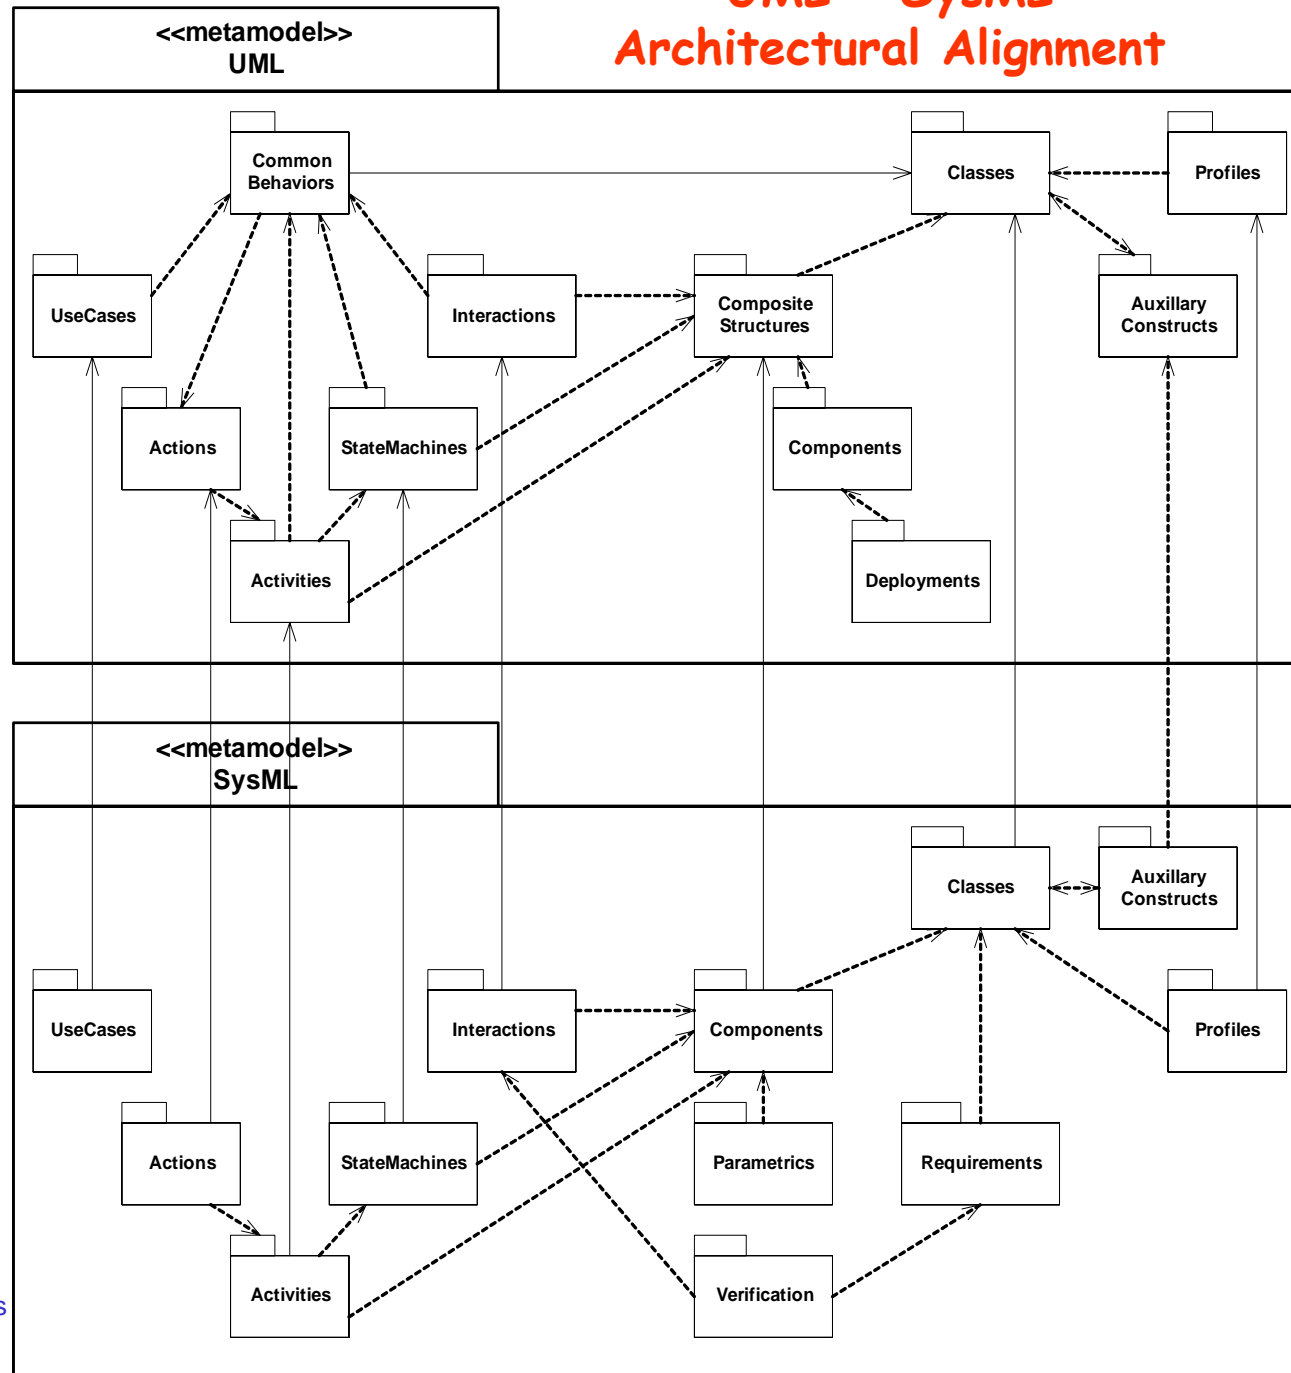 Architectural Alignment
<<metamodel>>
UML
Common
Behaviors
Classes
Profiles
UseCases
Interactions
Composite
Structures
Auxillary
Constructs
Actions
StateMachines
Components
Activities
Deployments
<<metamodel>>
SysML
Classes
Auxillary
Constructs
UseCases
Interactions
Components
Profiles
Actions
StateMachines
Parametrics
Requirements
Activities
Verification
s